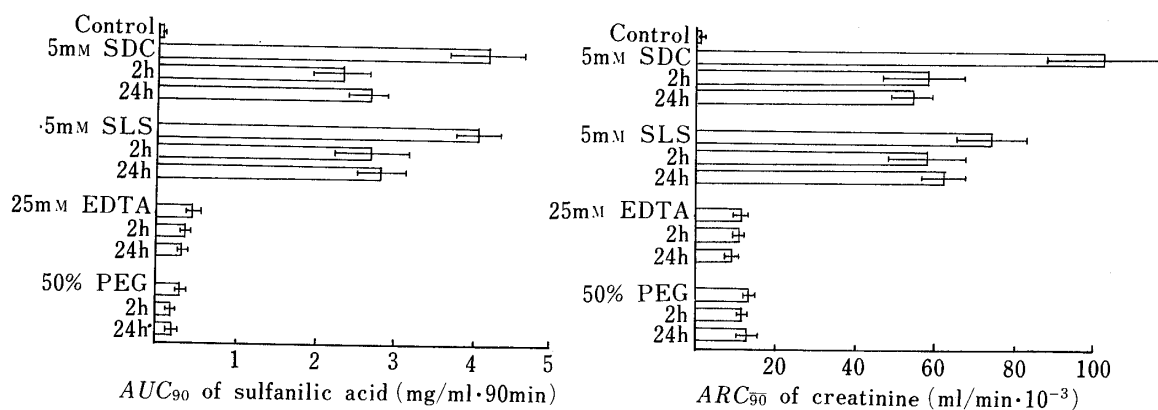 Control
5mM SDC
2h
24h
·5mM SLS
2h
24h
25mM EDTA
2h
24h
50% PEG
2h
24h
1 2 3 4 5
AUC90 of sulfanilic acid (mg/ml·90min)
Control
5mM SDC
2h
24h
5mM SLS
2h
24h
25mM EDTA
2h
24h
50% PEG
2h
24h
20 40 60 80 100
ARC90 of creatinine (ml/min·10⁻³)